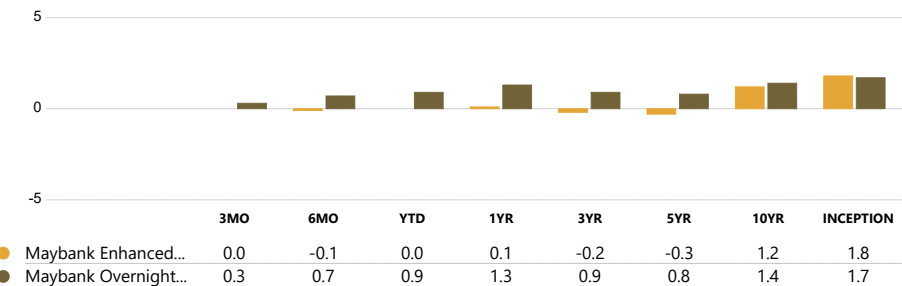 5
0
-5
3MO 6MO YTD 1YR 3YR 5YR 10YR INCEPTION
Maybank Enhanced... 0.0 -0.1 0.0 0.1 -0.2 -0.3 1.2 1.8
Maybank Overnight... 0.3 0.7 0.9 1.3 0.9 0.8 1.4 1.7